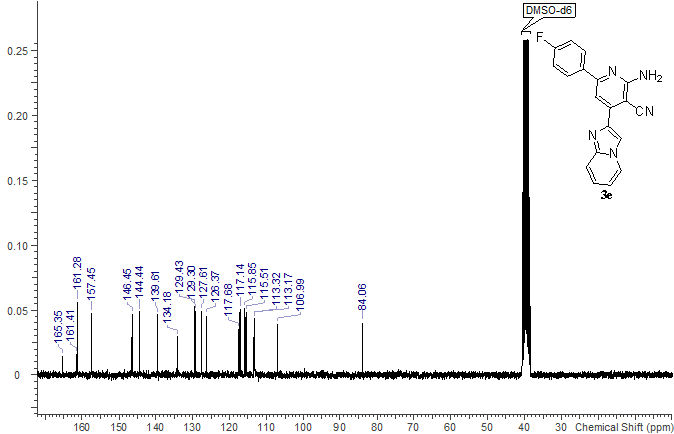 DMSO-d6
0.25
0.20
0.15
0.10
0.05
0
165.35
161.41
161.28
157.45
146.45
144.44
139.61
134.18
129.43
129.30
127.61
126.37
117.68
117.14
115.85
115.51
113.32
113.17
106.99
84.06
F
N
NH2
CN
N
N
3e
160 150 140 130 120 110 100 90 80 70 60 50 40 30 Chemical Shift (ppm)